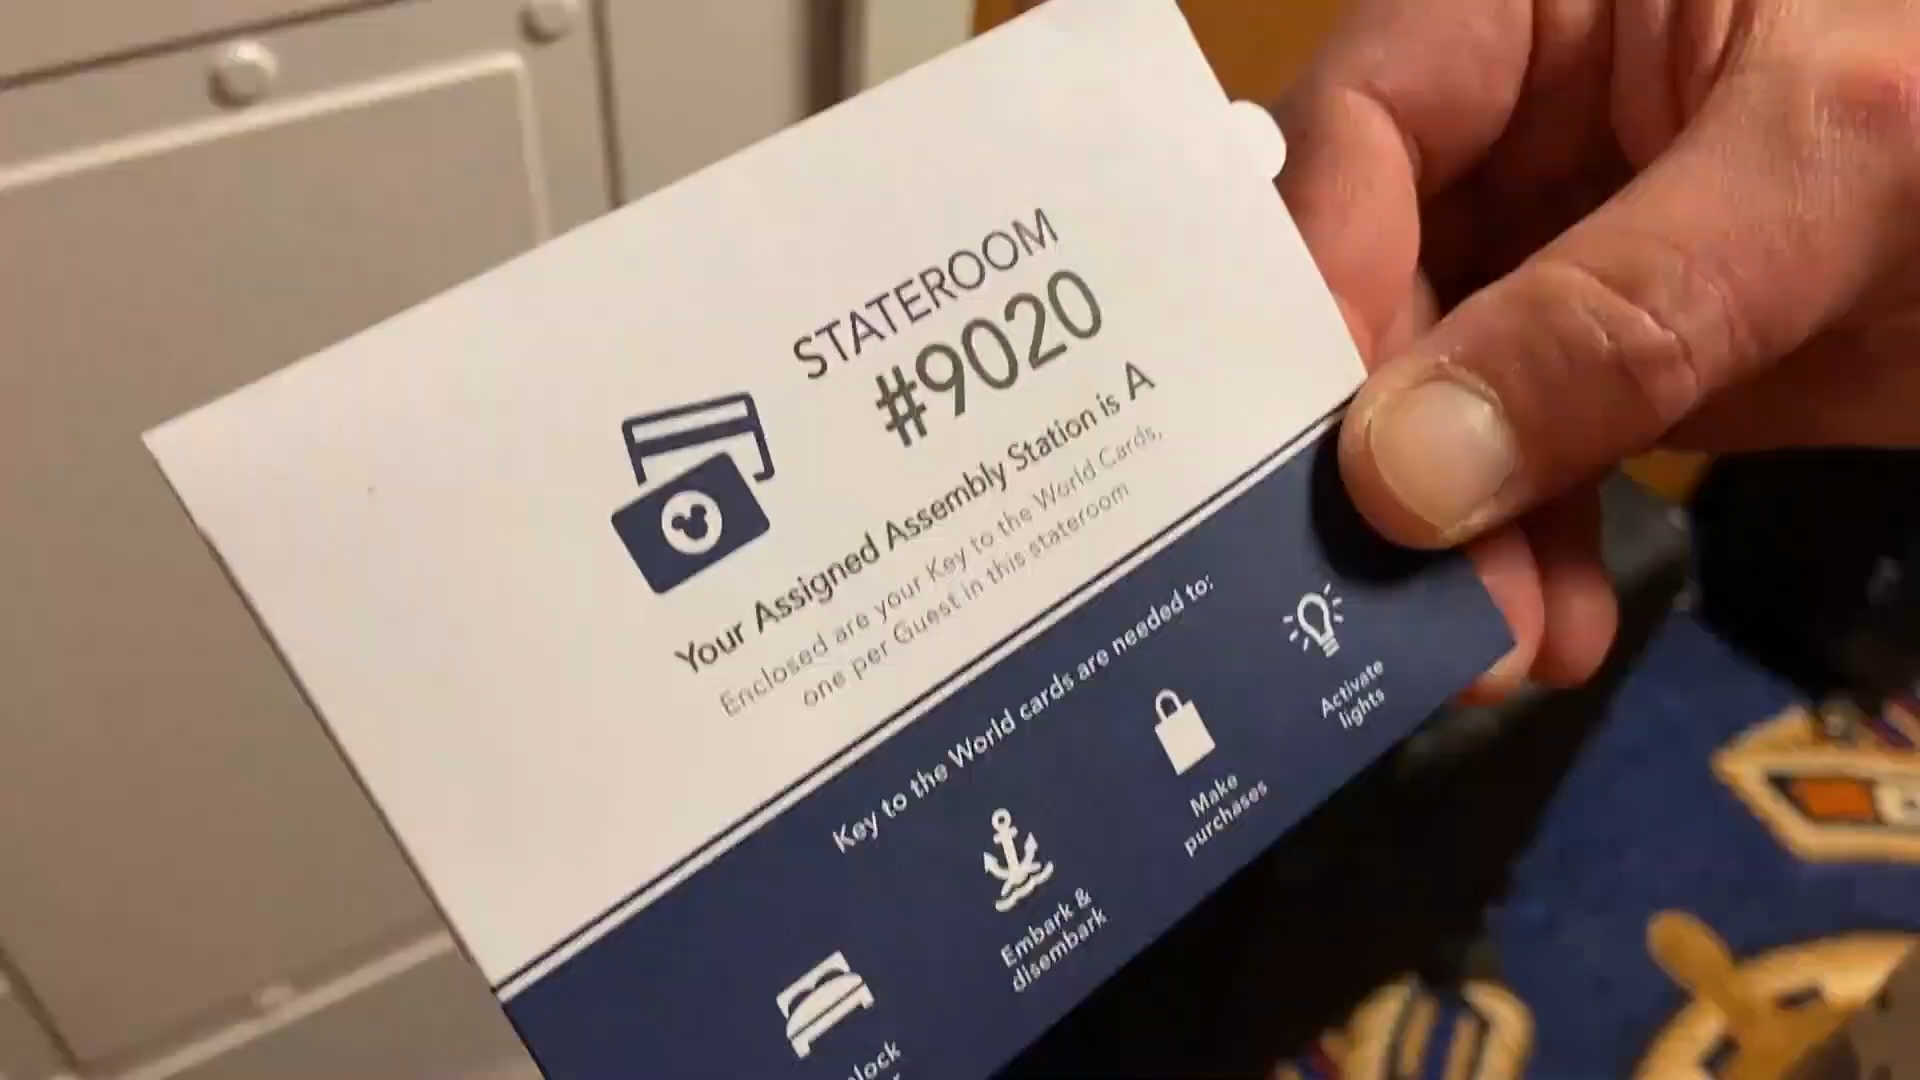 STATEROOM
#9020
Your Assigned Assembly Station is A
Enclosed are your Key to the World Cards,
one per Guest in this stateroom
Key to the World cards are needed to:
Activate
lights
Make
purchases
Embark &
disembark